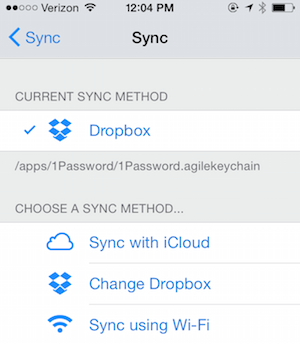 Verizon 12:04 PM
Sync Sync
CURRENT SYNC METHOD
Dropbox
/apps/1Password/1Password.agilekeychain
CHOOSE A SYNC METHOD...
Sync with iCloud
Change Dropbox
Sync using Wi-Fi